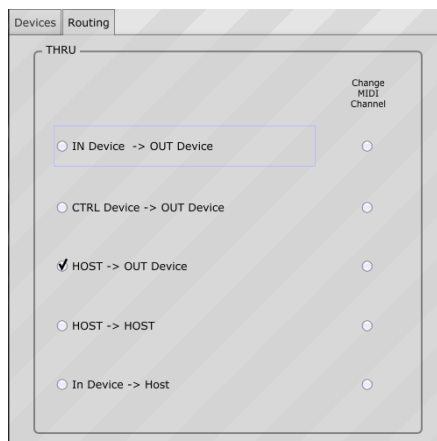 Devices Routing
THRU
Change
MIDI
Channel
IN Device -> OUT Device
CTRL Device -> OUT Device
HOST -> OUT Device
HOST -> HOST
In Device -> Host